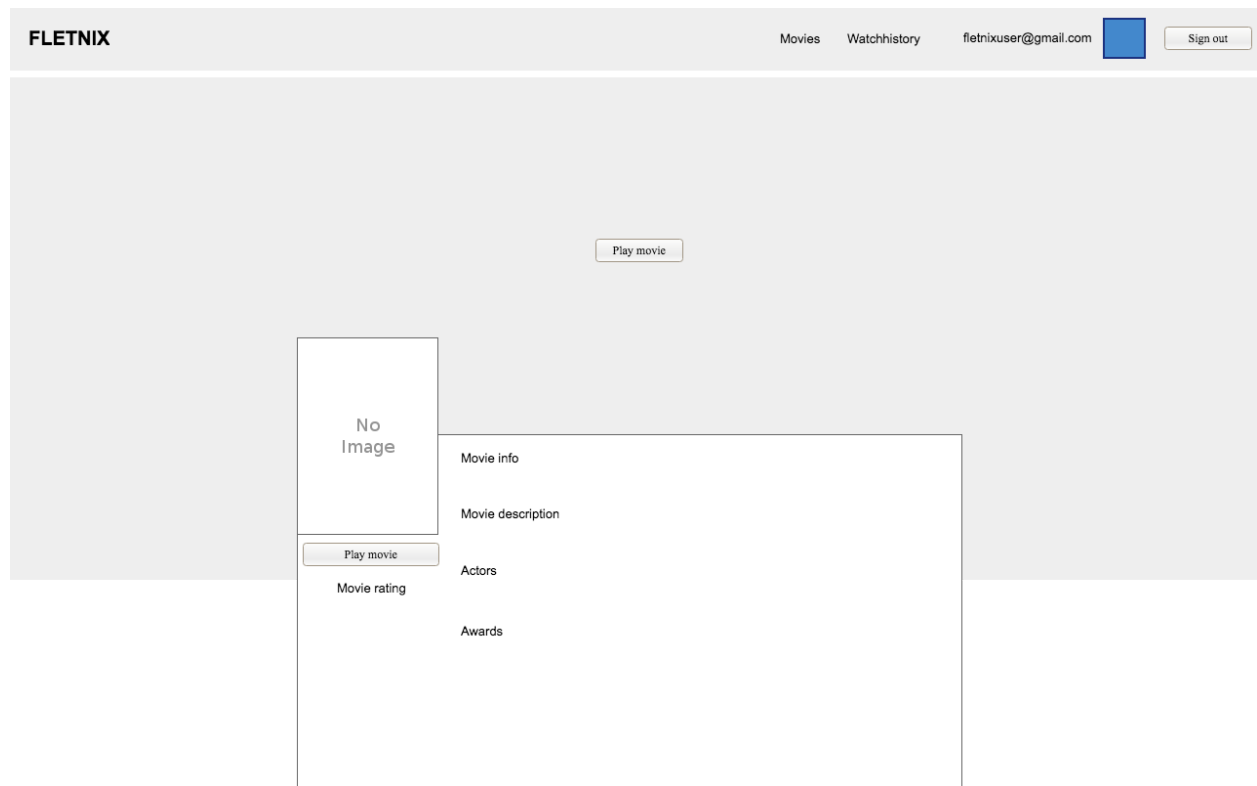 FLETNIX
Movies
Watchhistory
fletnixuser@gmail.com
Sign out
Play movie
No
Image
Play movie
Movie rating
Movie info
Movie description
Actors
Awards